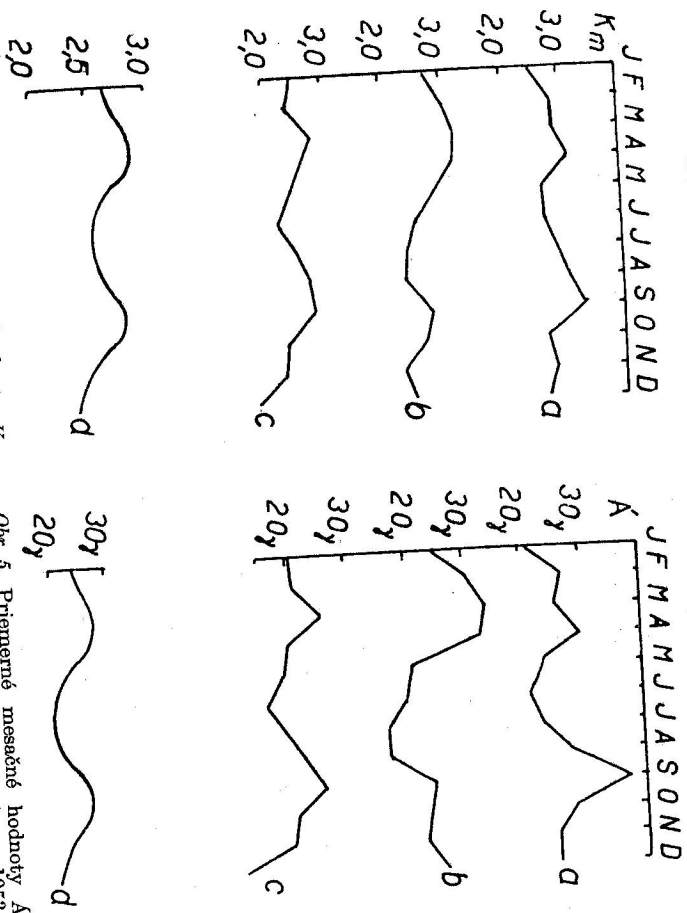 J F M A M J J A S O N D
Km
3,0
a
2,0
3,0
b
2,0
3,0
2,0
c
3,0
2,5
d
2,0
J F M A M J J A S O N D
Á
30γ
a
20γ
30γ
b
20γ
30γ
20γ
c
30γ
20γ
d
Obr. 5. Priemerné mesačné hodnoty Á